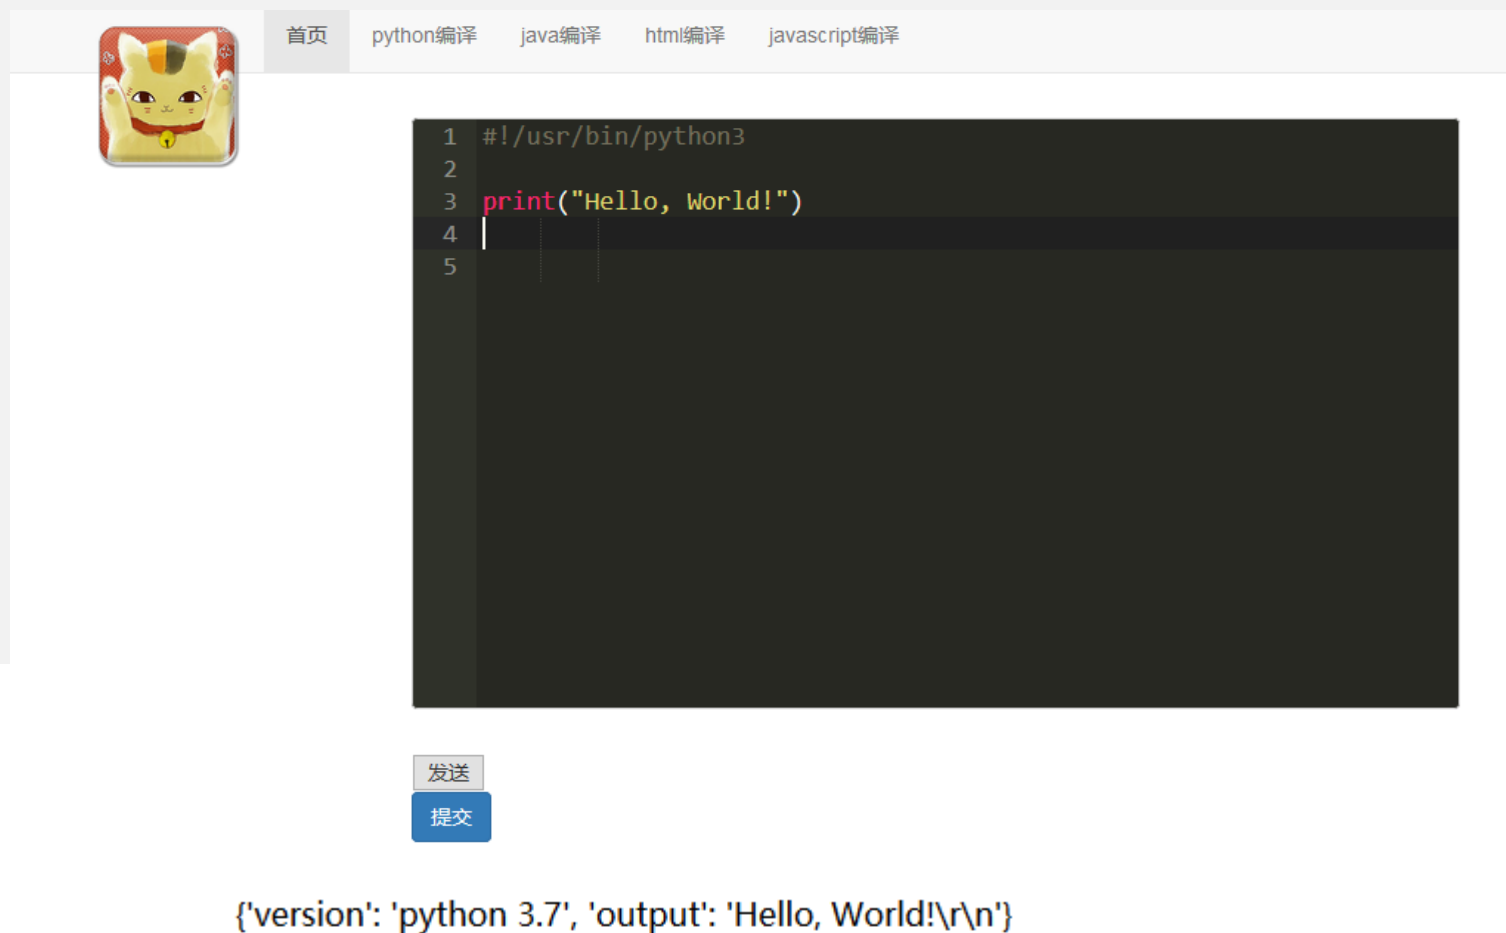 首页 python编译 java编译 html编译 javascript编译
1 #!/usr/bin/python3
2
3 print("Hello, World!")
4
5
发送
提交
{'version': 'python 3.7', 'output': 'Hello, World!\r\n'}